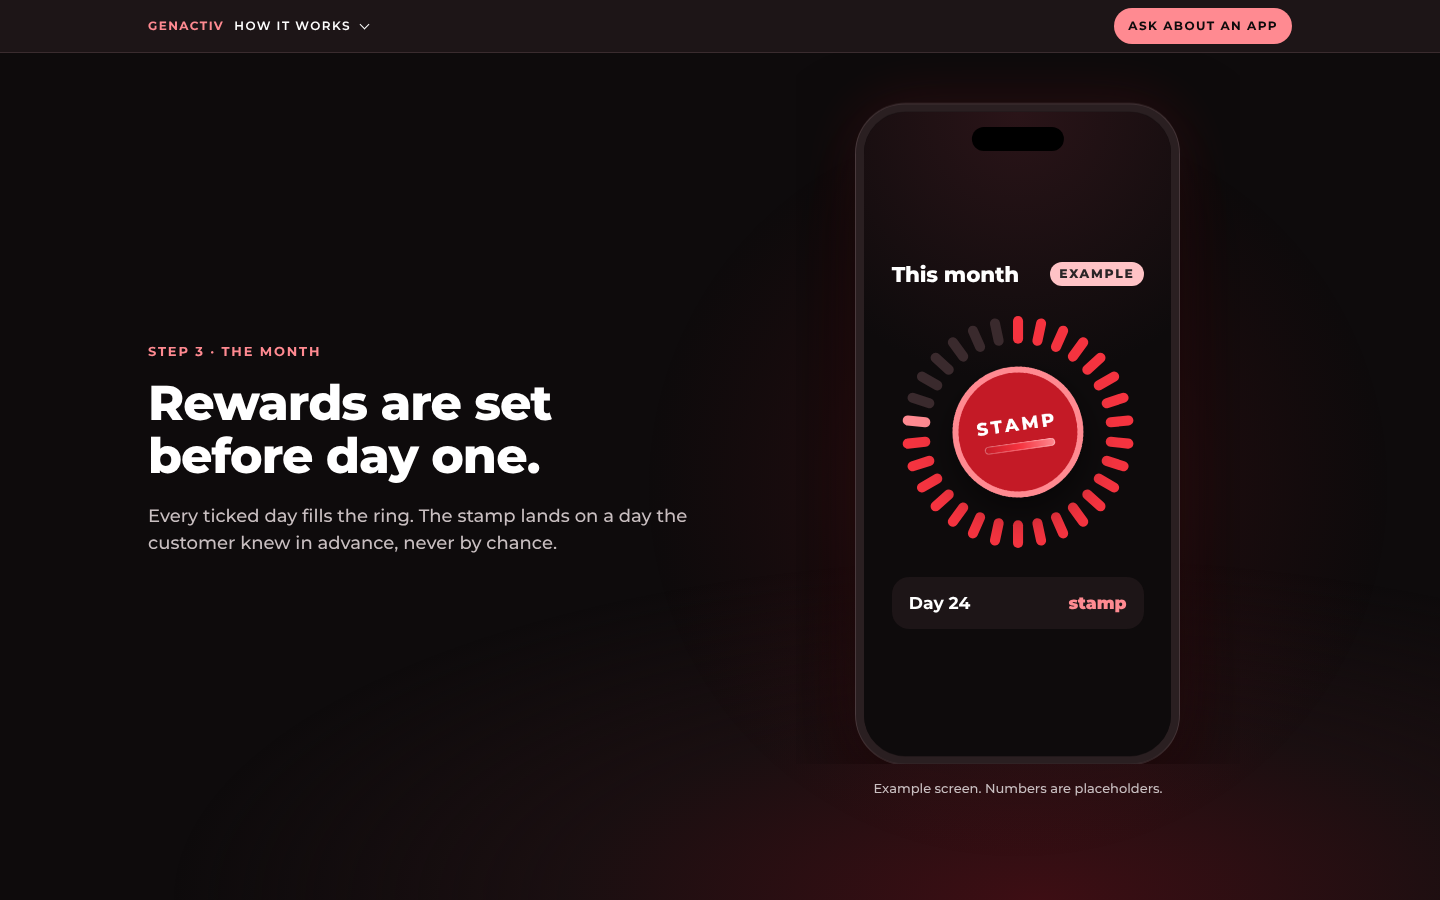 GENACTIV HOW IT WORKS
ASK ABOUT AN APP
STEP 3 · THE MONTH
Rewards are set
before day one.
Every ticked day fills the ring. The stamp lands on a day the
customer knew in advance, never by chance.
This month EXAMPLE
STAMP
Day 24 stamp
Example screen. Numbers are placeholders.